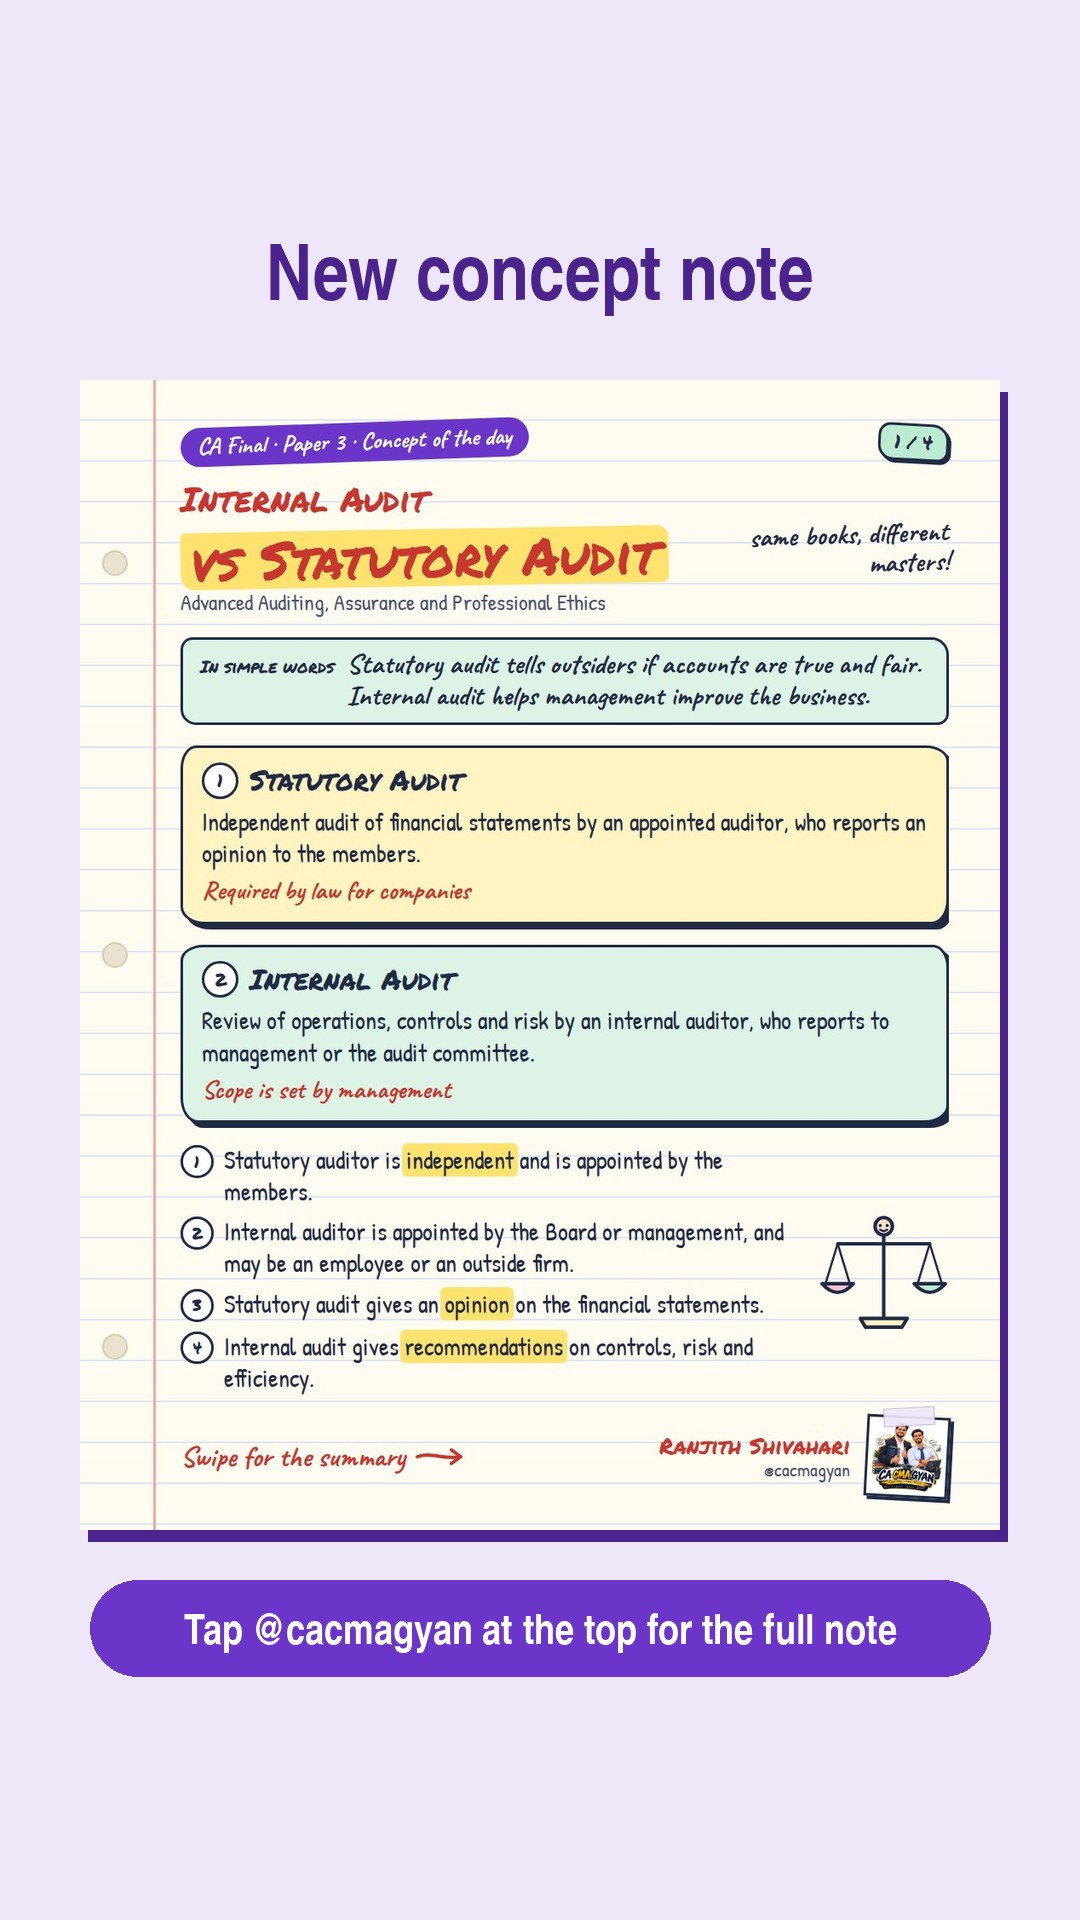 New concept note
CA Final · Paper 3 · Concept of the day
1 / 4
Internal Audit
vs Statutory Audit
same books, different
masters!
Advanced Auditing, Assurance and Professional Ethics
In simple words Statutory audit tells outsiders if accounts are true and fair.
Internal audit helps management improve the business.
1 Statutory Audit
Independent audit of financial statements by an appointed auditor, who reports an
opinion to the members.
Required by law for companies
2 Internal Audit
Review of operations, controls and risk by an internal auditor, who reports to
management or the audit committee.
Scope is set by management
1 Statutory auditor is independent and is appointed by the
members.
2 Internal auditor is appointed by the Board or management, and
may be an employee or an outside firm.
3 Statutory audit gives an opinion on the financial statements.
4 Internal audit gives recommendations on controls, risk and
efficiency.
Swipe for the summary →
Ranjith Shivahari
@cacmagyan
CA CMA GYAN
Tap @cacmagyan at the top for the full note